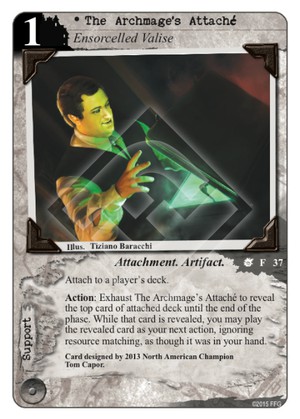 1
• The Archmage's Attaché
Ensorcelled Valise
Illus. Tiziano Baracchi
Attachment. Artifact.
F 37
Attach to a player's deck.
Action: Exhaust The Archmage's Attaché to reveal
the top card of attached deck until the end of the
phase. While that card is revealed, you may play
the revealed card as your next action, ignoring
resource matching, as though it was in your hand.
Card designed by 2013 North American Champion
Tom Capor.
Support
©2015 FFG